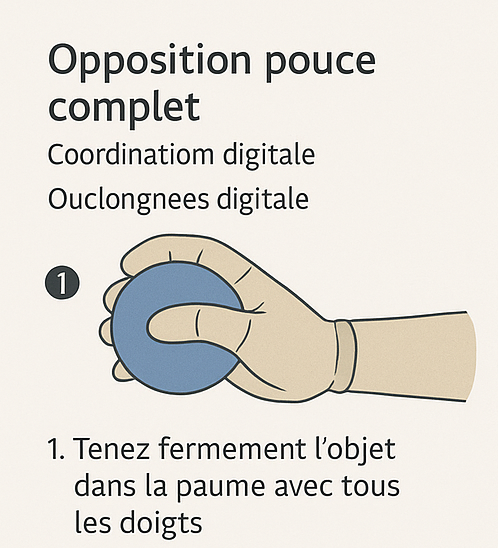 Opposition pouce
complet
Coordinatiom digitale
Ouclongnees digitale
1
1. Tenez fermement l’objet
dans la paume avec tous
les doigts